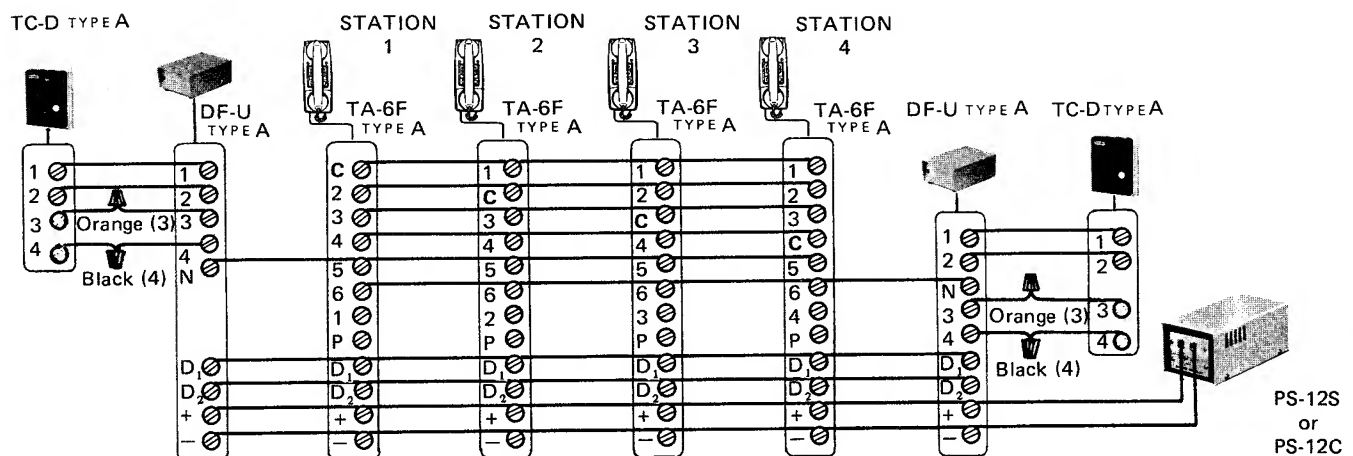 TC-D TYPE A
DF-U
TYPE A
STATION
1
TA-6F
TYPE A
STATION
2
TA-6F
TYPE A
STATION
3
TA-6F
TYPE A
STATION
4
TA-6F
TYPE A
DF-U TYPE A
TC-D TYPE A
1
2
3
4
Orange (3)
Black (4)
1
2
3
4
N
D1
D2
+
−
C
2
3
4
5
6
1
P
D1
D2
+
−
1
C
3
4
5
6
2
P
D1
D2
+
−
1
2
C
4
5
6
3
P
D1
D2
+
−
1
2
3
C
5
6
4
P
D1
D2
+
−
1
2
N
3
4
D1
D2
+
−
Orange (3)
Black (4)
1
2
3
4
PS-12S
or
PS-12C